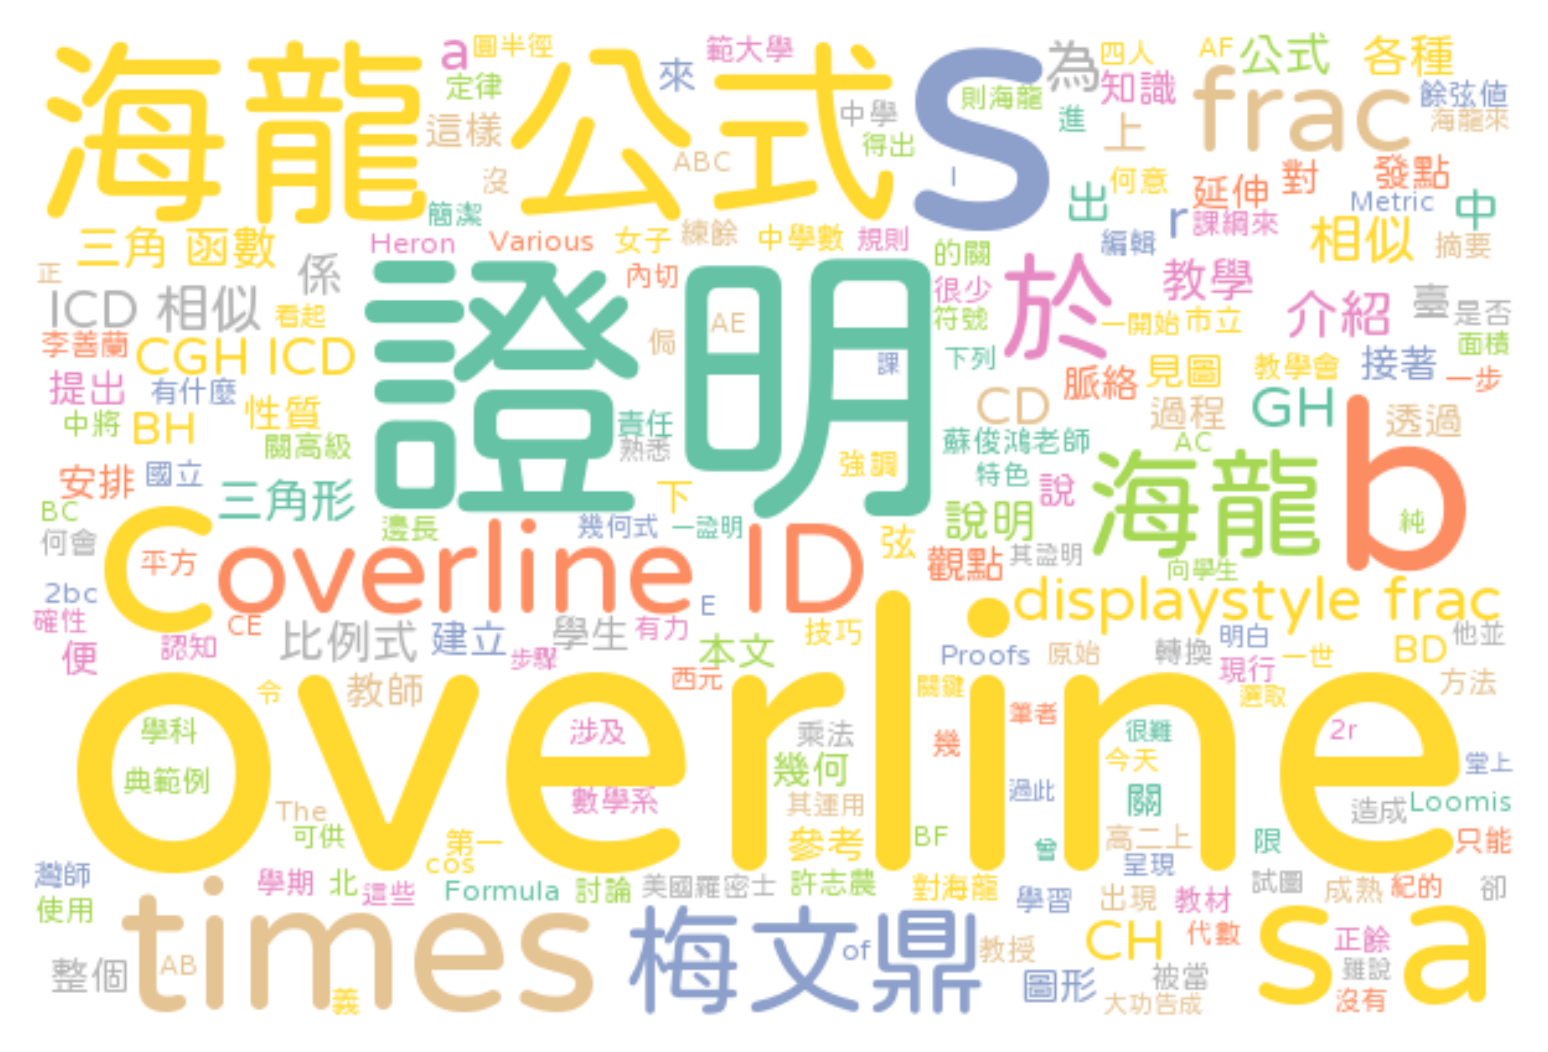 海龍公式 S
a 圓半徑 來 範大學 為 四人 AF 公式 各種
定律 知識 frac 餘弦值
這樣 中學 則海龍 進 上 海龍來
得出
沒 ABC I 出 何意 延伸 對 發點
簡潔 r 課綱來 Metric 中
三角 函數 係 Heron Various 女子 練餘 中學數 規則 的關 編輯 相似 摘要
正 內切 很少 於 教學
ICD 相似 看起 證明 AE 符號 一開始 市立 介紹 臺 是否
李善蘭 CGH ICD 侷 課 下列 見圖 教學會 接著 面積
提出 有什麼 脈絡 一步
中將 BH 性質 責任 CD 過程 GH 透過
關高級 熟悉 強調 蘇俊鴻老師 AC b
安排 國立 三角形 下 特色 說 海龍
BC 邊長 幾何式 一證明 弦 說明 純
何會 平方 c overline ID 觀點 其證明 向學生
2bc E displaystyle frac
確性 CE 比例式 建立 學生 有力 技巧 轉換 明白 他並
便 認知 步驟 本文 Proofs 原始 現行 一世 BD
令 教師 西元 關鍵 選取 方法
overline
學科 涉及 乘法 幾 筆者 很難 2r
典範例 幾何 今天 堂上
The 數學系 其運用 過此 關 造成 Loomis
可供 第一 參考 BF 曾 高二上 限 只能
灣師 cos 呈現
學期 北 這些 Formula 討論 美國羅密士 許志農 對海龍 學習 出現 教材 試圖 成熟 紀的 卻
使用 times 梅文鼎 sa
整個 AB of 教授 CH 代數 正餘
義 圖形 被當 雖說
大功告成 沒有